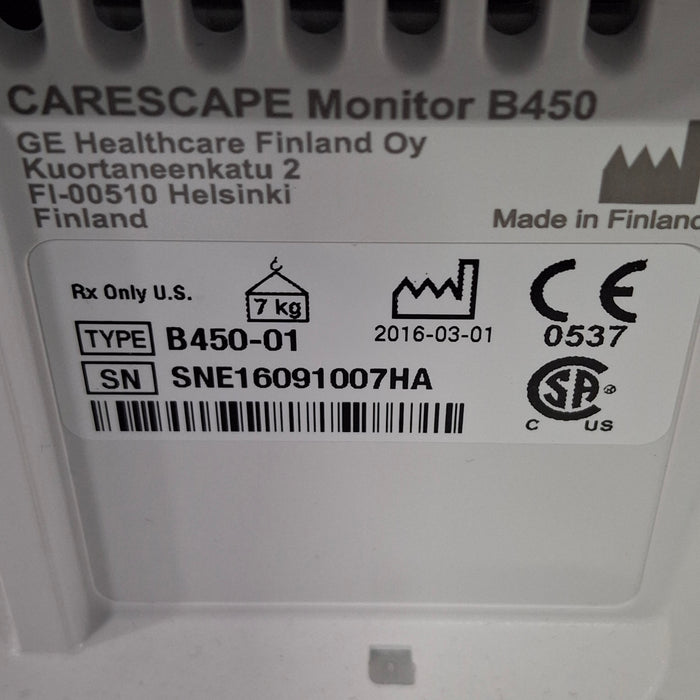 CARESCAPE Monitor B450
GE Healthcare Finland Oy
Kuortaneenkatu 2
FI-00510 Helsinki
Finland
Made in Finland
Rx Only U.S.
7 kg
2016-03-01
CE
0537
TYPE B450-01
SN SNE16091007HA
CSA
C US